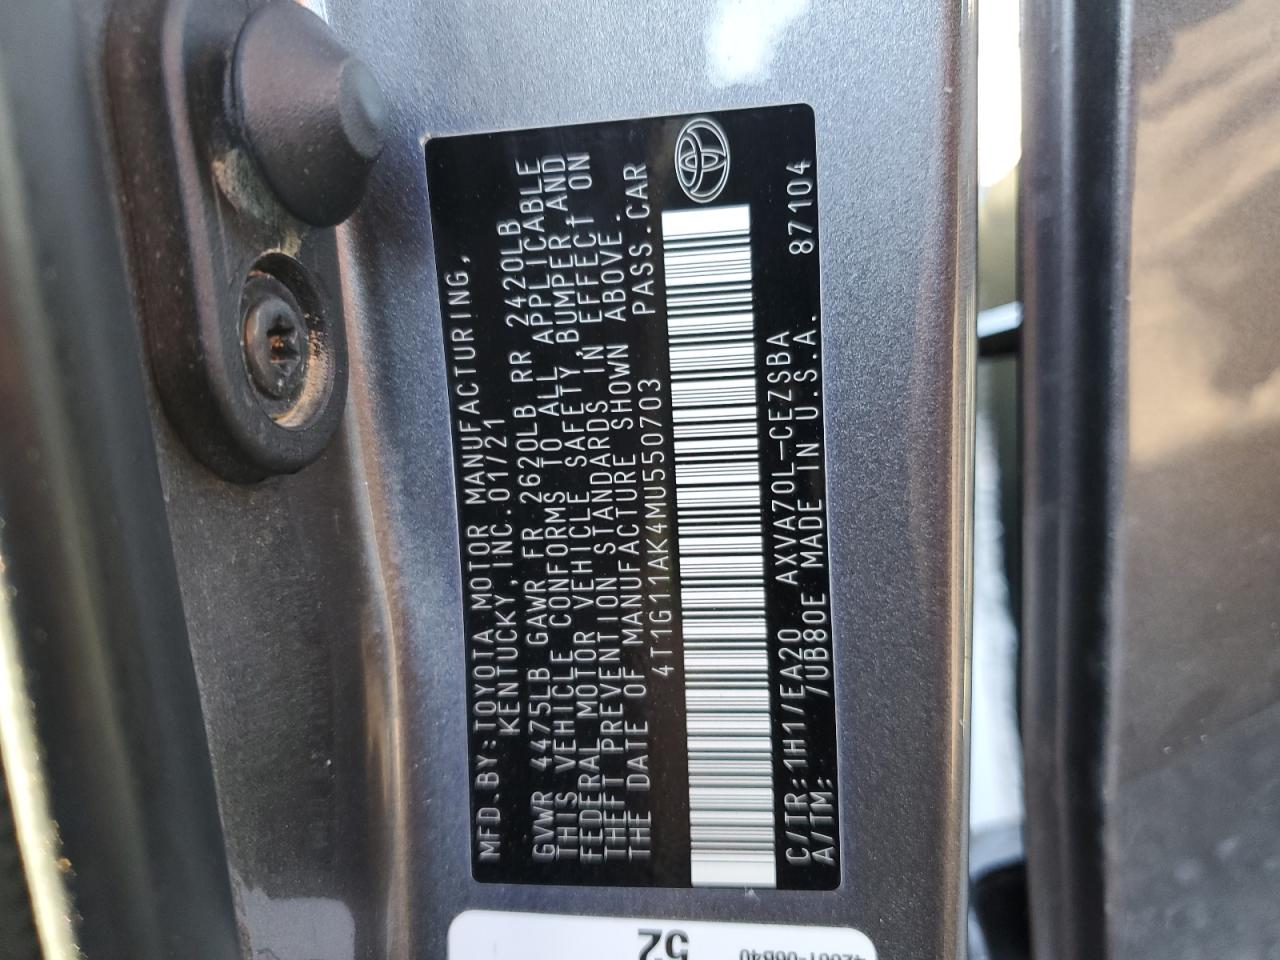 MFD.BY:TOYOTA MOTOR MANUFACTURING,
KENTUCKY, INC.01/21
GVWR 4475LB GAWR FR 2620LB RR 2420LB
THIS VEHICLE CONFORMS TO ALL APPLICABLE
FEDERAL MOTOR VEHICLE SAFETY,BUMPER,AND
THEFT PREVENTION STANDARDS IN EFFECT ON
THE DATE OF MANUFACTURE SHOWN ABOVE.
4T1G11AK4MU550703 PASS.CAR
C/TR:1H1/EA20 AXVA70L-CEZSBA
A/TM: /UB80E MADE IN U.S.A. 87104
52